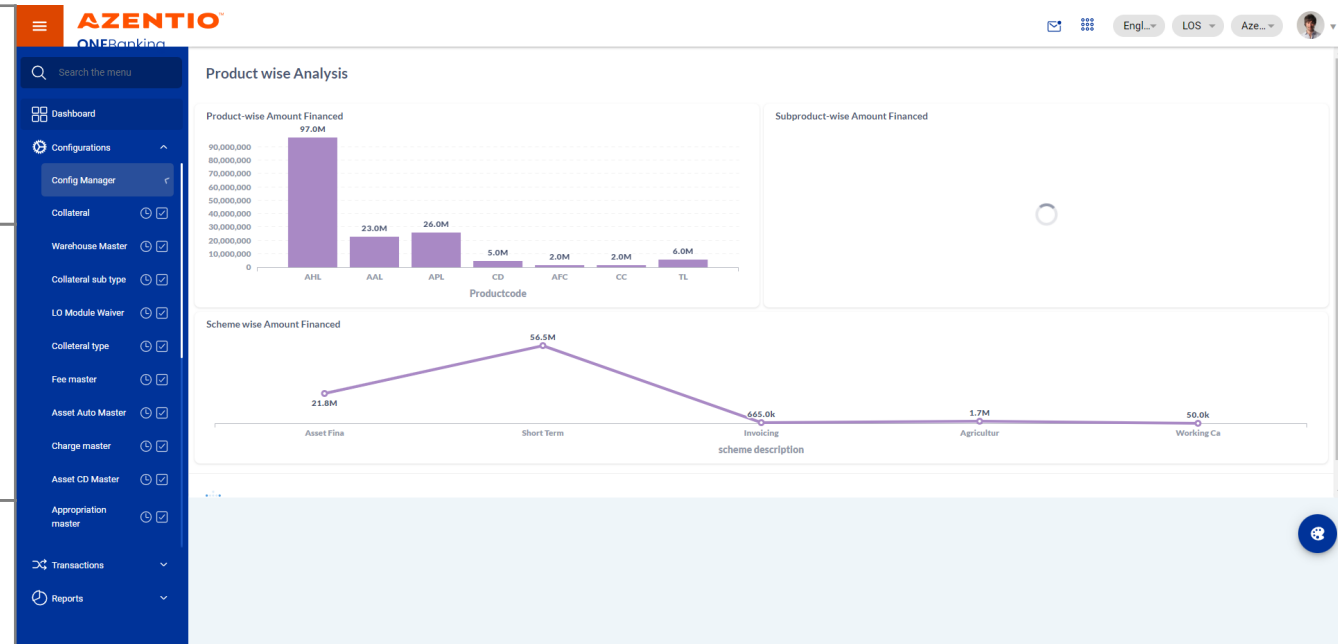 AZENTIO™
ONEBanking
Engl...
LOS
Aze...
Search the menu
Dashboard
Configurations
Config Manager
Collateral
Warehouse Master
Collateral sub type
LO Module Waiver
Colleteral type
Fee master
Asset Auto Master
Charge master
Asset CD Master
Appropriation
master
Transactions
Reports
Product wise Analysis
Product-wise Amount Financed
97.0M
90,000,000
80,000,000
70,000,000
60,000,000
50,000,000
40,000,000
30,000,000
20,000,000
10,000,000
0
23.0M
26.0M
5.0M
2.0M
2.0M
6.0M
AHL
AAL
APL
CD
AFC
CC
TL
Productcode
Subproduct-wise Amount Financed
Scheme wise Amount Financed
56.5M
21.8M
665.0k
1.7M
50.0k
Asset Fina
Short Term
Invoicing
Agricultur
Working Ca
scheme description